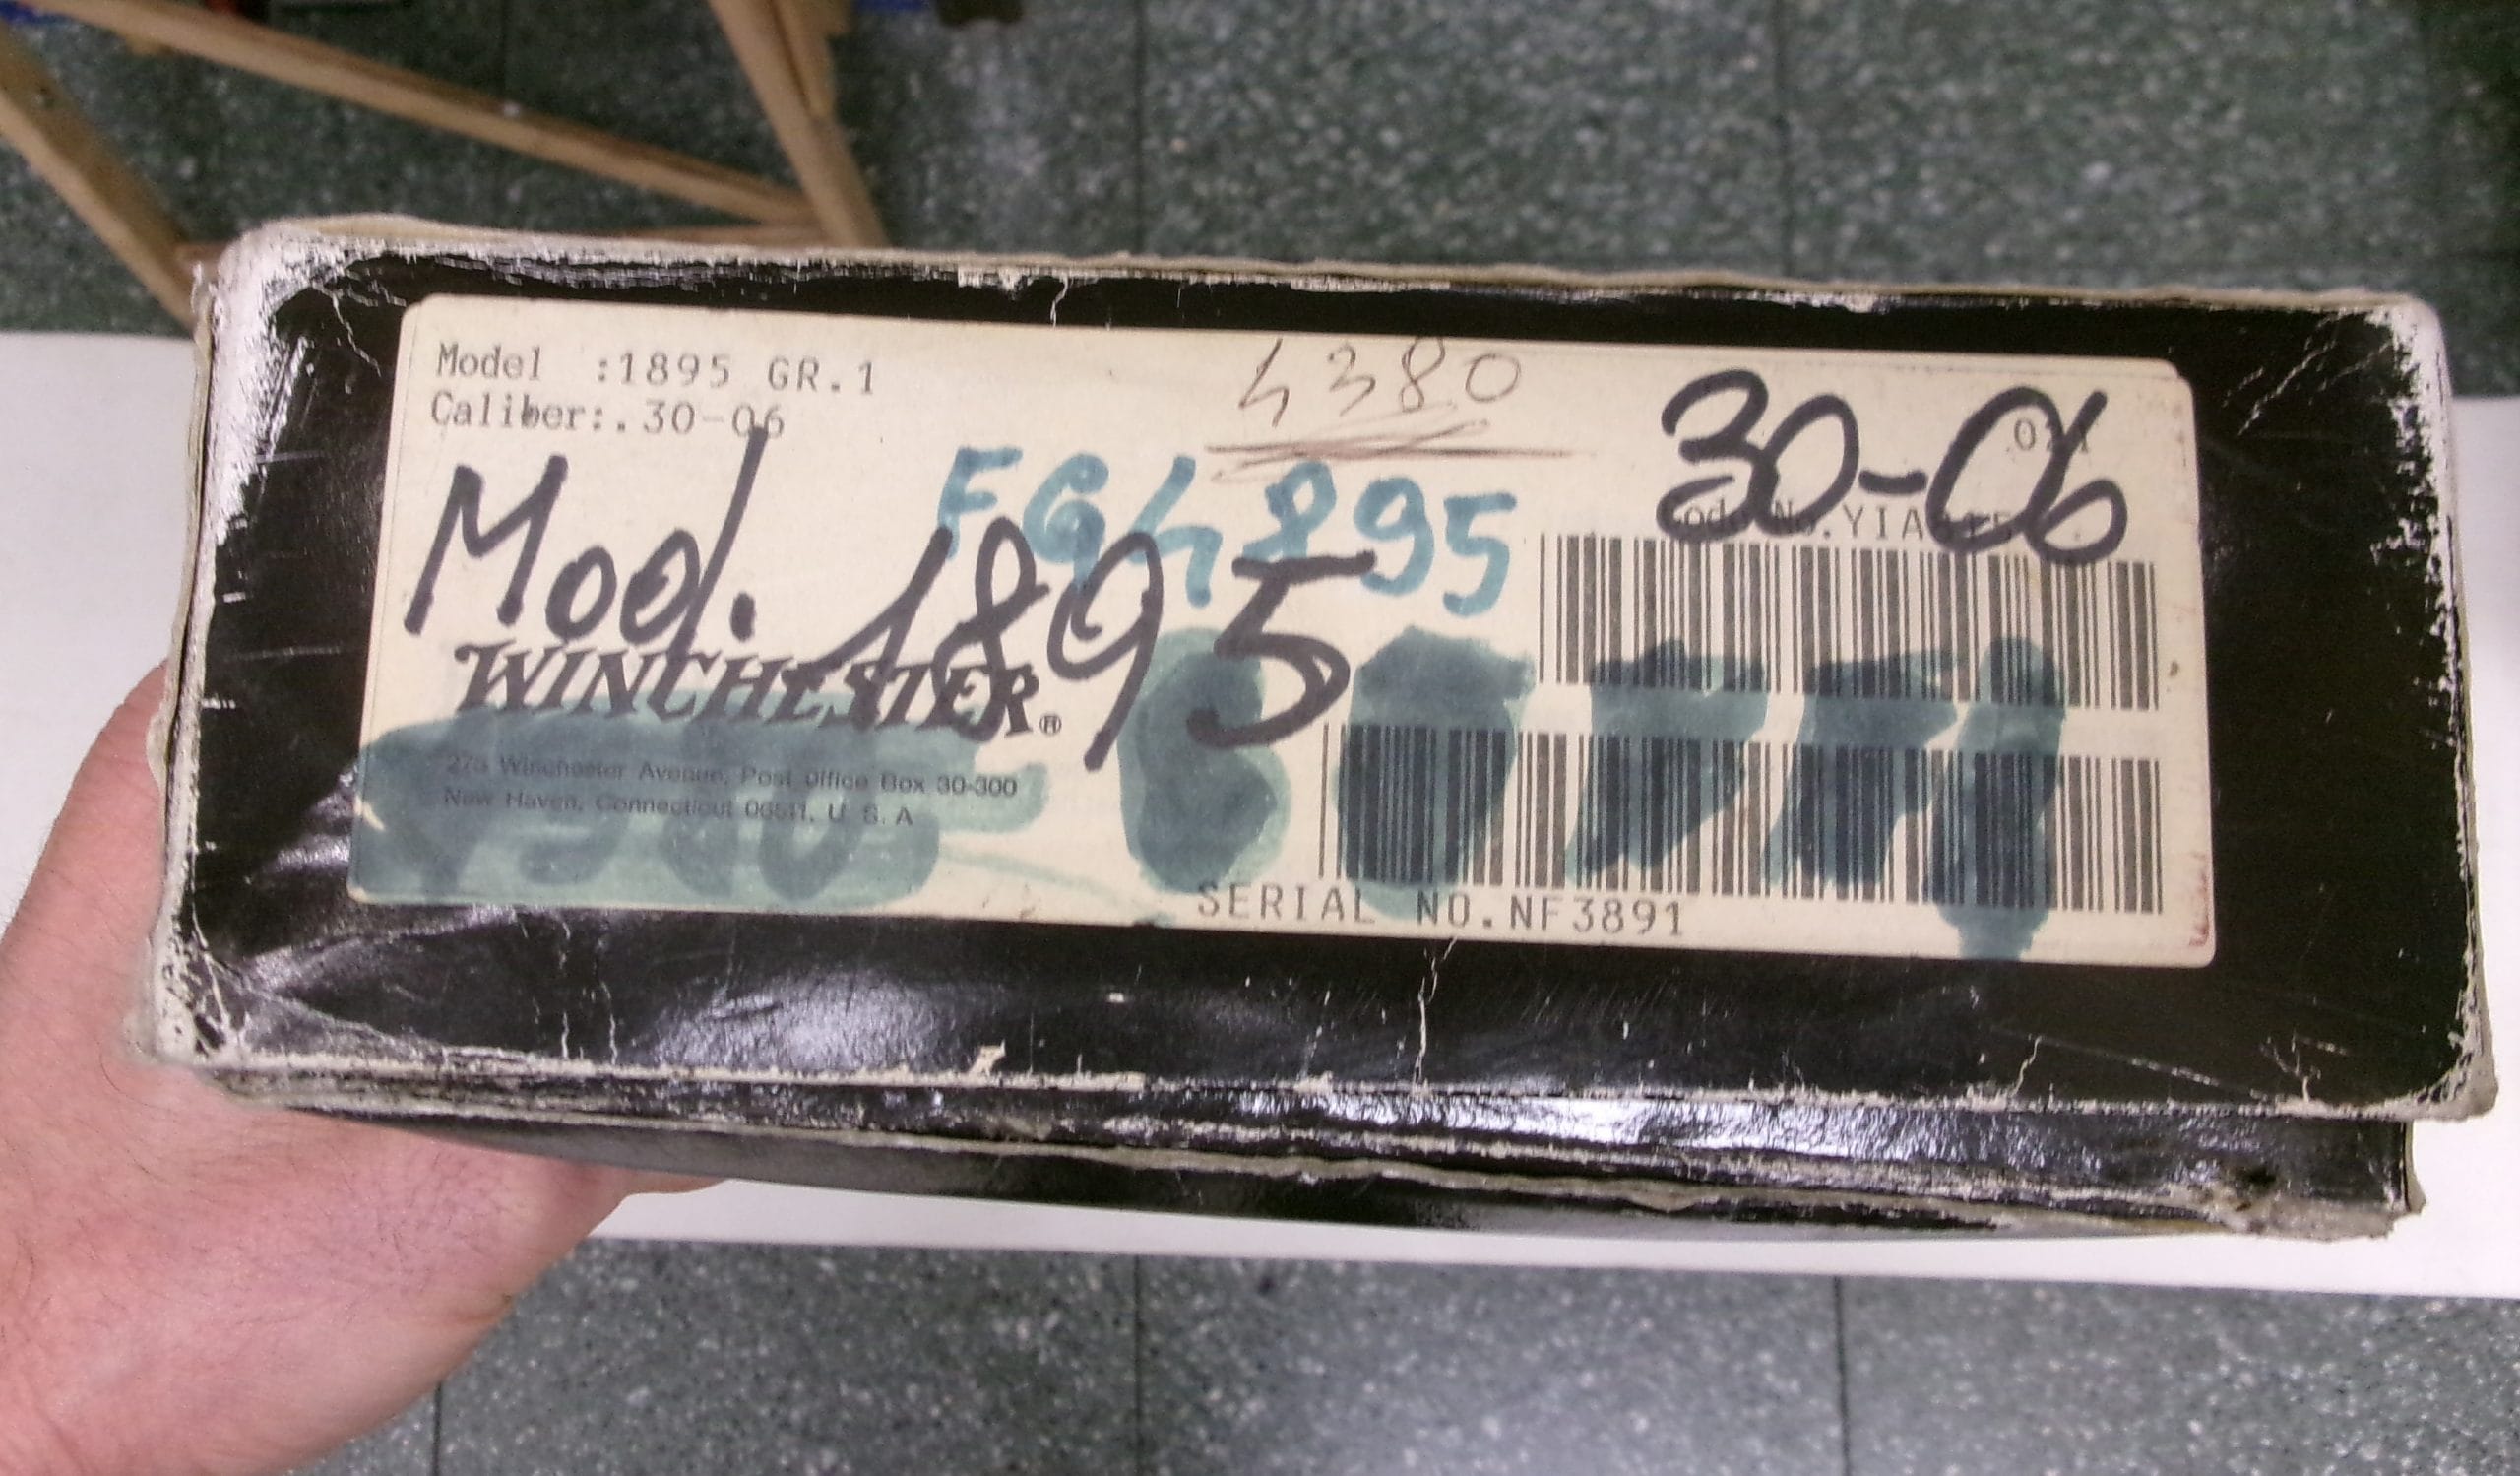 Model :1895 GR.1
Caliber:.30-06
4380
30-06
FG4895
Mod. 1895
WINCHESTER®
275 Winchester Avenue, Post Office Box 30-300
New Haven, Connecticut 06511, U. S. A
SERIAL NO.NF3891